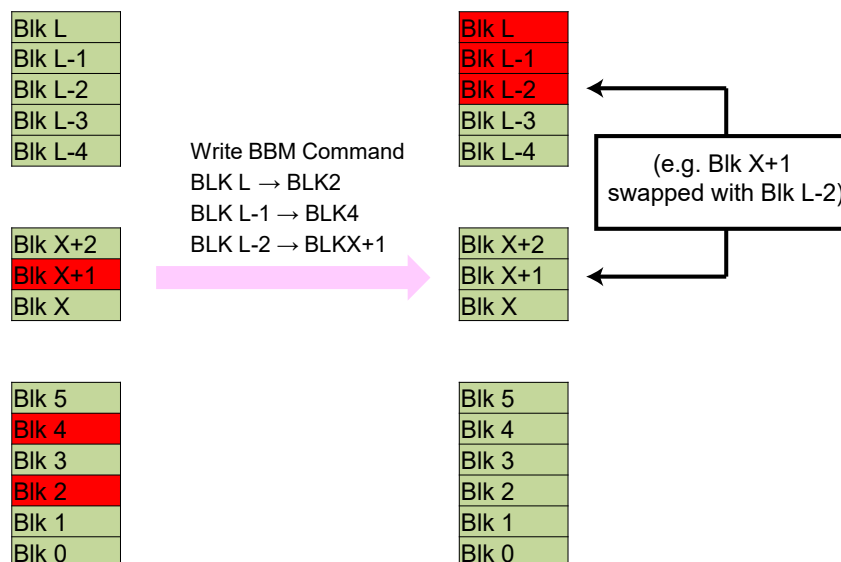 Blk L
Blk L-1
Blk L-2
Blk L-3
Blk L-4
Blk X+2
Blk X+1
Blk X
Blk 5
Blk 4
Blk 3
Blk 2
Blk 1
Blk 0
Write BBM Command
BLK L → BLK2
BLK L-1 → BLK4
BLK L-2 → BLKX+1
Blk L
Blk L-1
Blk L-2
Blk L-3
Blk L-4
Blk X+2
Blk X+1
Blk X
Blk 5
Blk 4
Blk 3
Blk 2
Blk 1
Blk 0
(e.g. Blk X+1
swapped with Blk L-2)